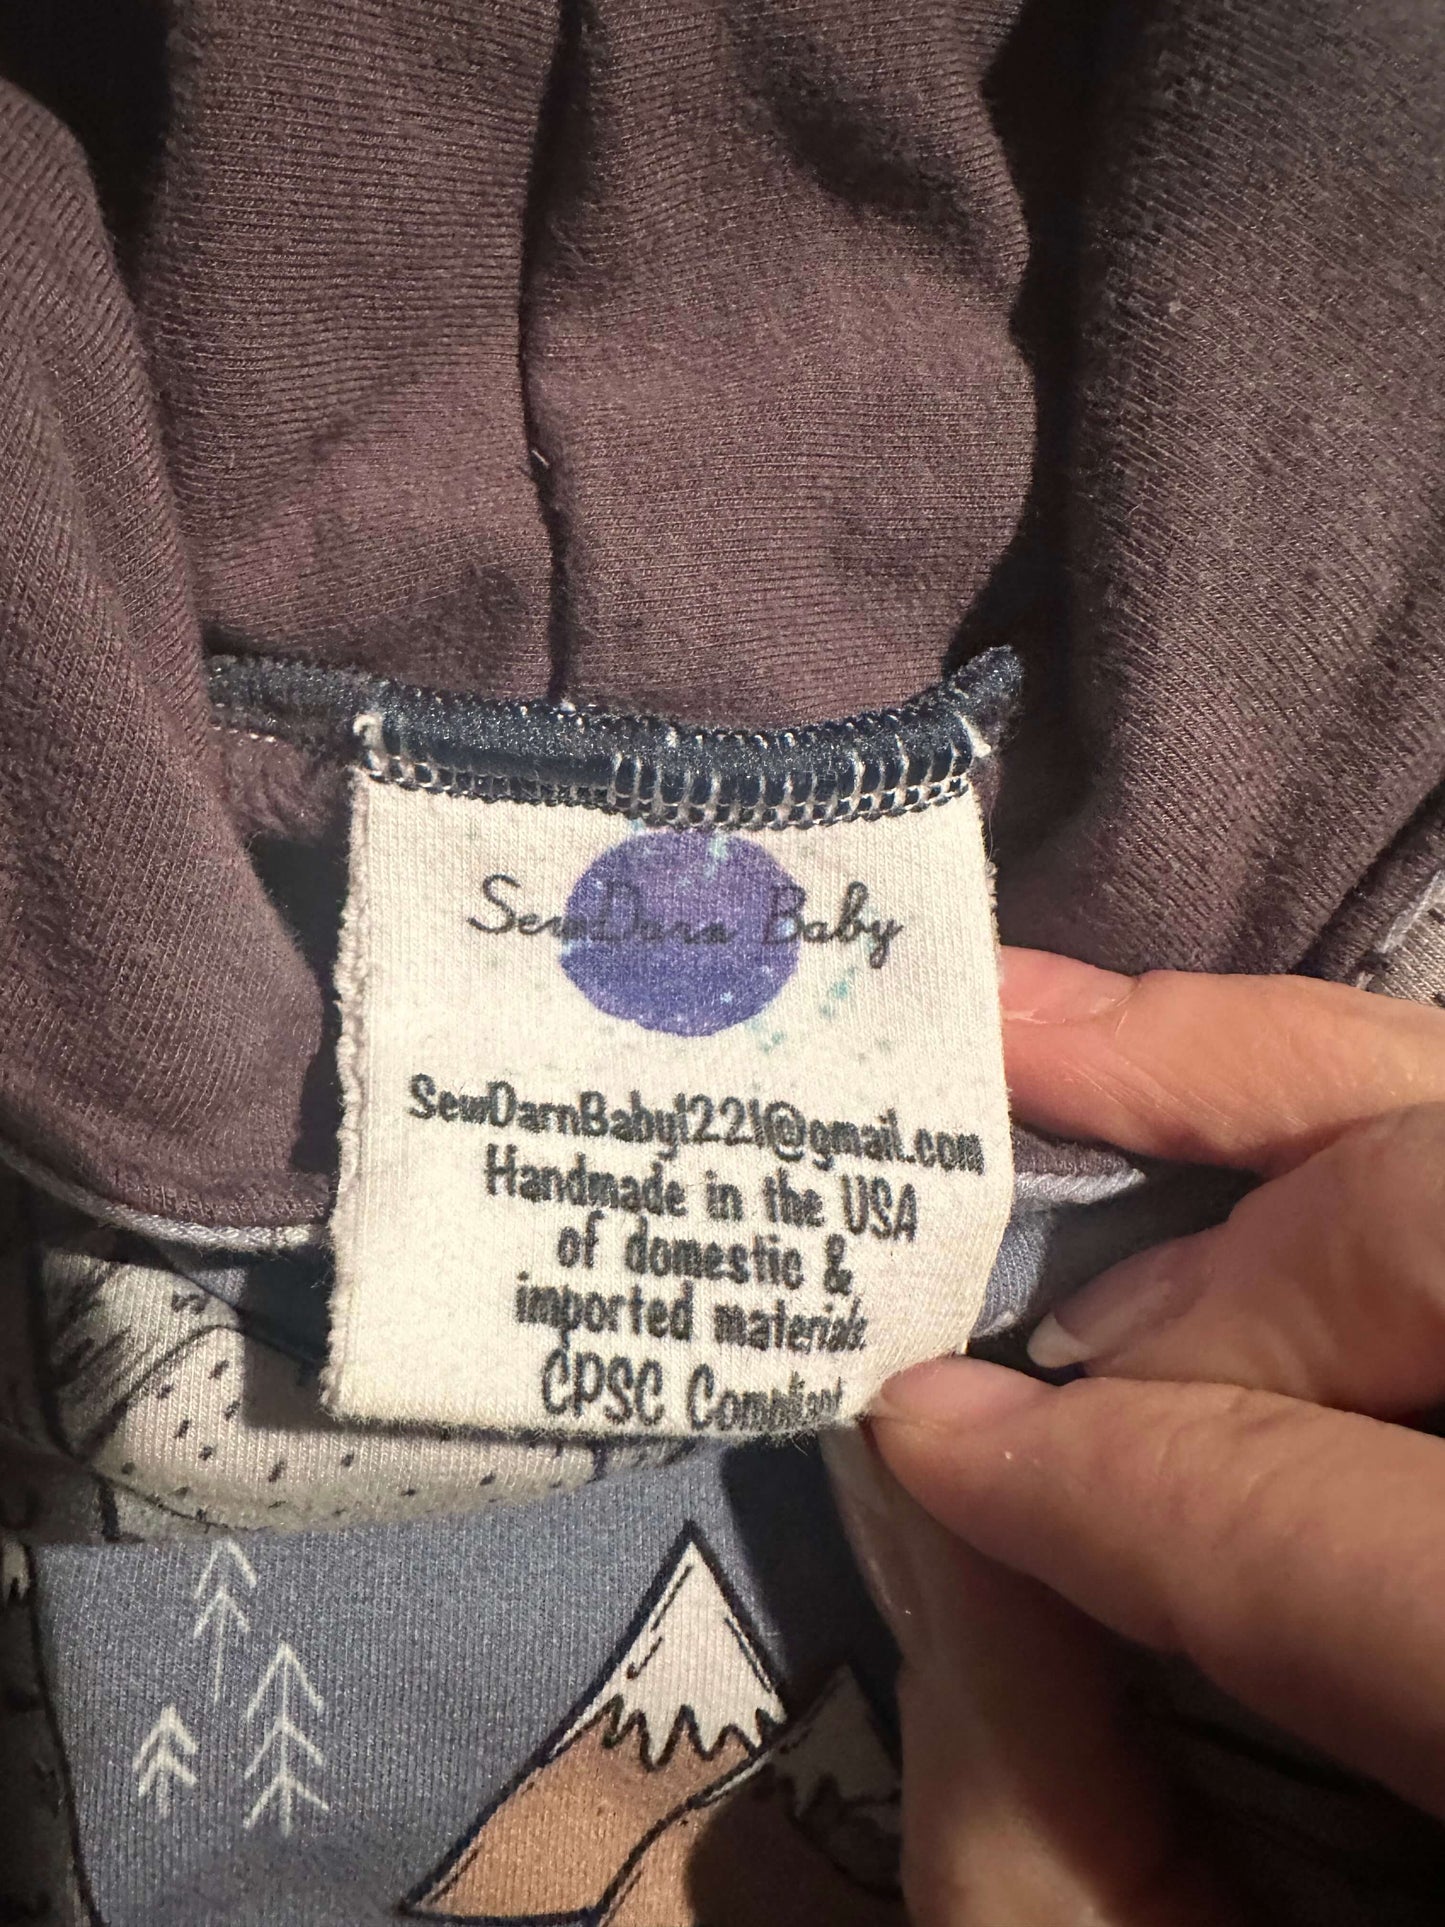 SewDarn Baby
SewDarnBaby1221@gmail.com
Handmade in the USA
of domestic &
imported materials
CPSC Compliant